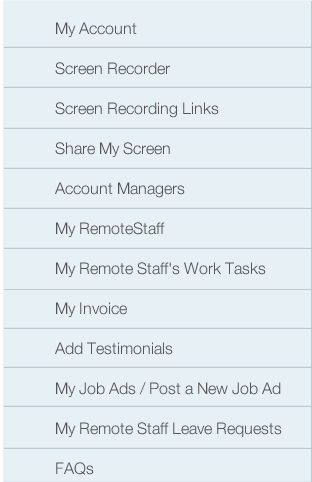 My Account
Screen Recorder
Screen Recording Links
Share My Screen
Account Managers
My RemoteStaff
My Remote Staff's Work Tasks
My Invoice
Add Testimonials
My Job Ads / Post a New Job Ad
My Remote Staff Leave Requests
FAQs